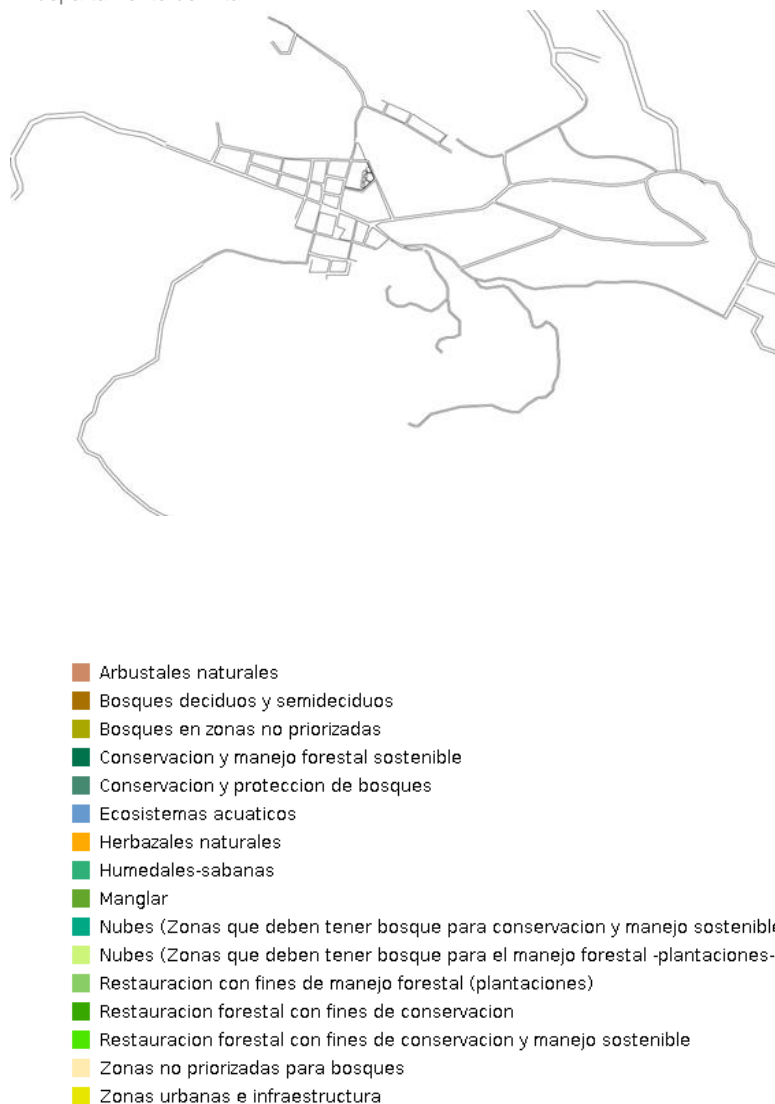 Arbustales naturales
Bosques deciduos y semideciduos
Bosques en zonas no priorizadas
Conservacion y manejo forestal sostenible
Conservacion y proteccion de bosques
Ecosistemas acuaticos
Herbazales naturales
Humedales-sabanas
Manglar
Nubes (Zonas que deben tener bosque para conservacion y manejo sostenible
Nubes (Zonas que deben tener bosque para el manejo forestal -plantaciones-
Restauracion con fines de manejo forestal (plantaciones)
Restauracion forestal con fines de conservacion
Restauracion forestal con fines de conservacion y manejo sostenible
Zonas no priorizadas para bosques
Zonas urbanas e infraestructura